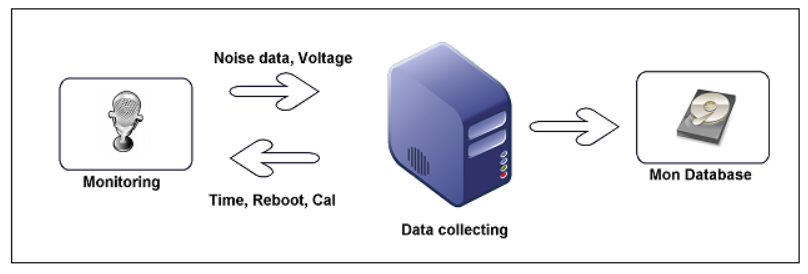 Noise data, Voltage
Monitoring
Time, Reboot, Cal
Data collecting
Mon Database